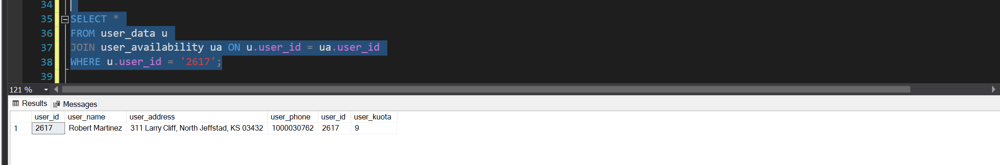 34
35 SELECT *
36 FROM user_data u
37 JOIN user_availability ua ON u.user_id = ua.user_id
38 WHERE u.user_id = '2617';
39
121 %
Results Messages
user_id user_name user_address user_phone user_id user_kuota
1 2617 Robert Martinez 311 Larry Cliff, North Jeffstad, KS 03432 1000030762 2617 9